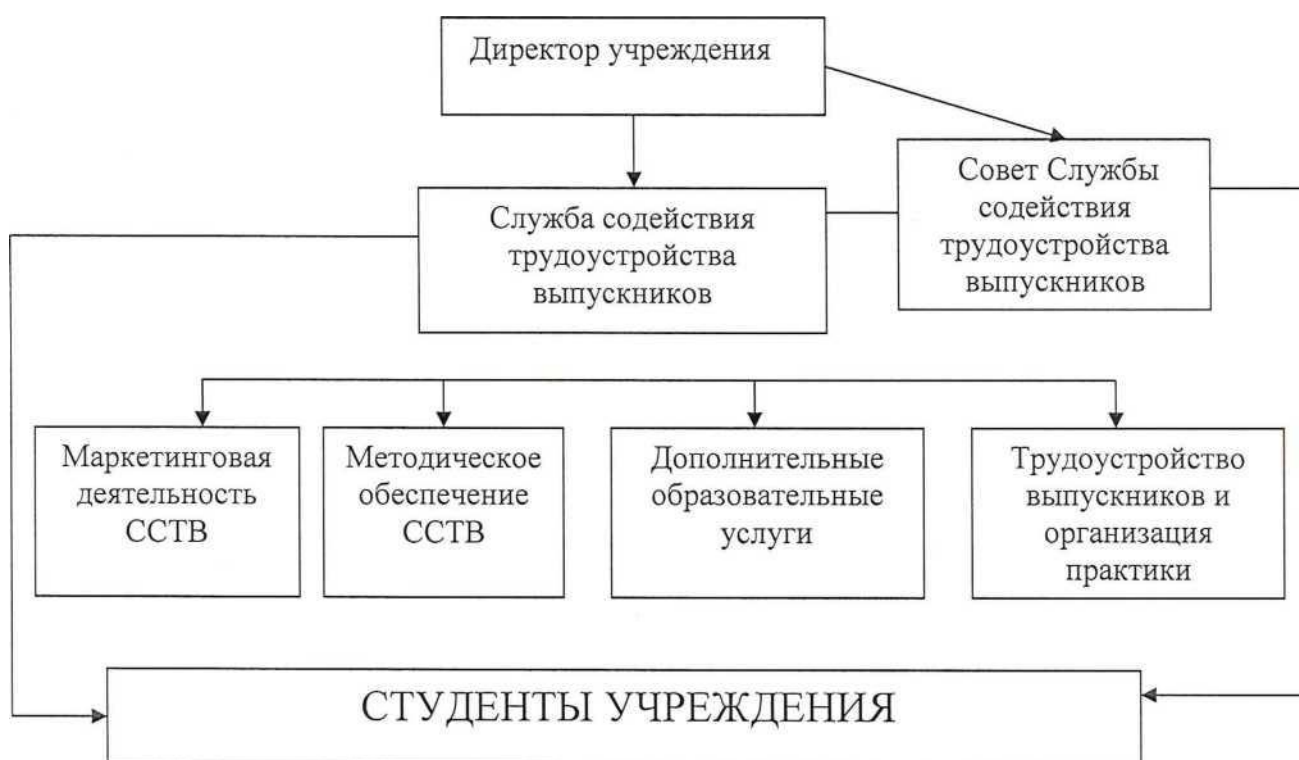 Директор учреждения
Совет Службы
содействия
трудоустройства
выпускников
Служба содействия
трудоустройства
выпускников
Маркетинговая
деятельность
ССТВ
Методическое
обеспечение
ССТВ
Дополнительные
образовательные
услуги
Трудоустройство
выпускников и
организация
практики
СТУДЕНТЫ УЧРЕЖДЕНИЯ